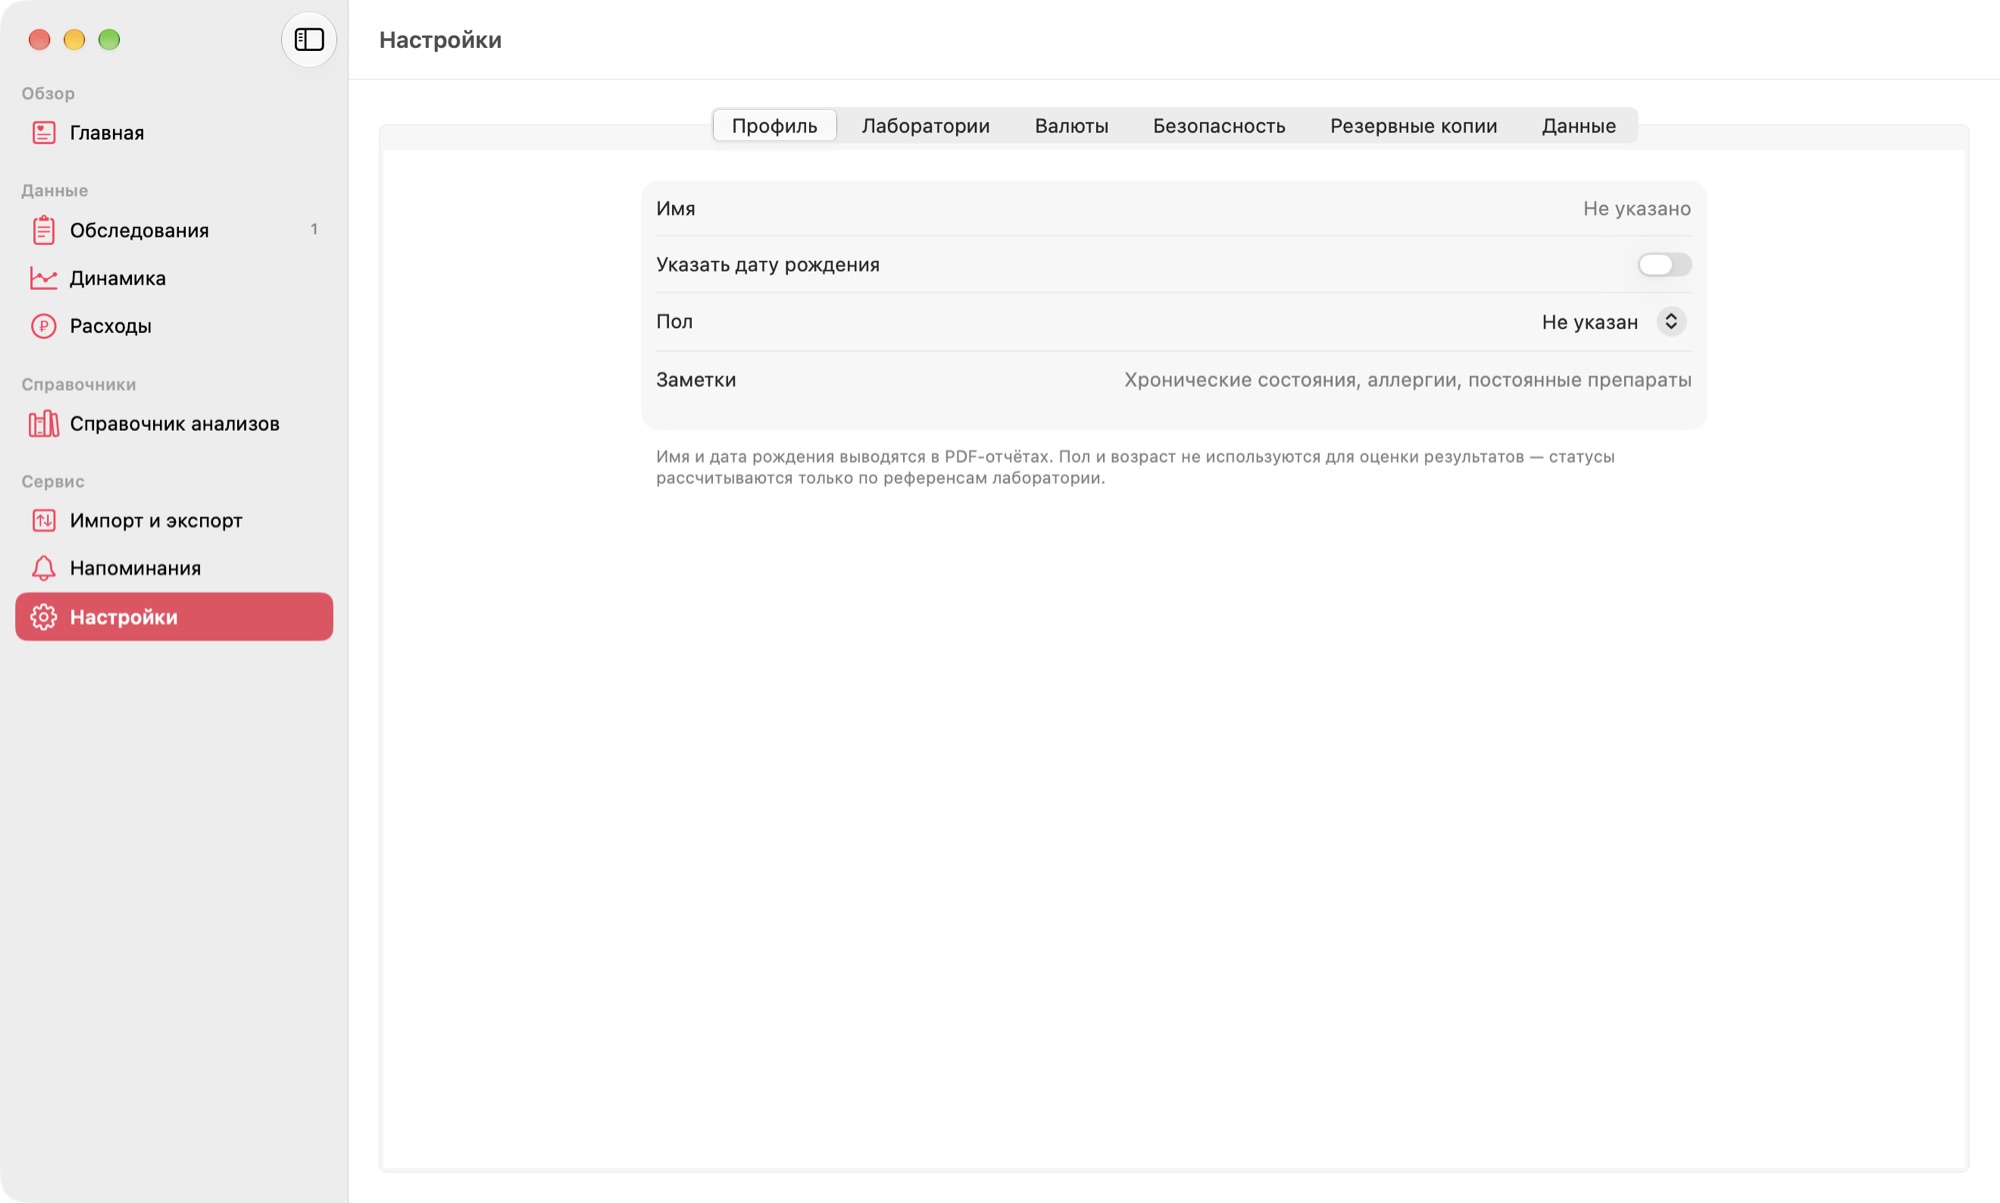 Настройки
Обзор
Главная
Данные
Обследования 1
Динамика
Расходы
Справочники
Справочник анализов
Сервис
Импорт и экспорт
Напоминания
Настройки
Профиль Лаборатории Валюты Безопасность Резервные копии Данные
Имя Не указано
Указать дату рождения
Пол Не указан
Заметки Хронические состояния, аллергии, постоянные препараты
Имя и дата рождения выводятся в PDF-отчётах. Пол и возраст не используются для оценки результатов — статусы
рассчитываются только по референсам лаборатории.